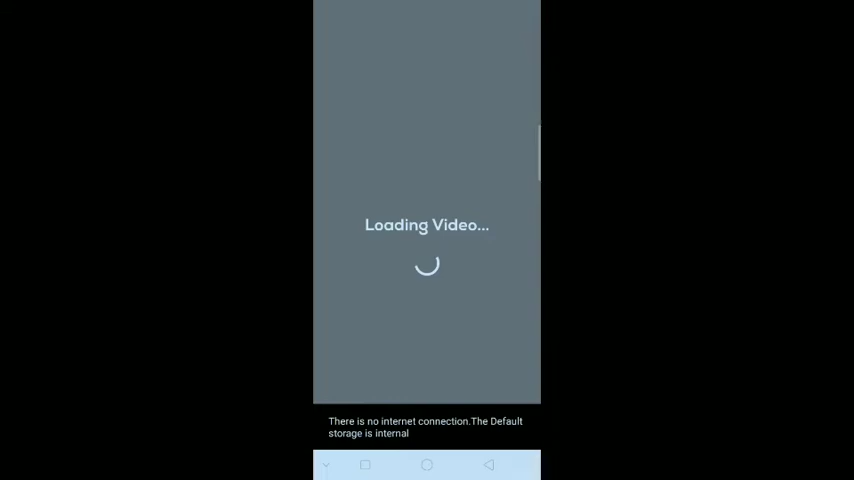 Loading Video...
There is no internet connection.The Default
storage is internal